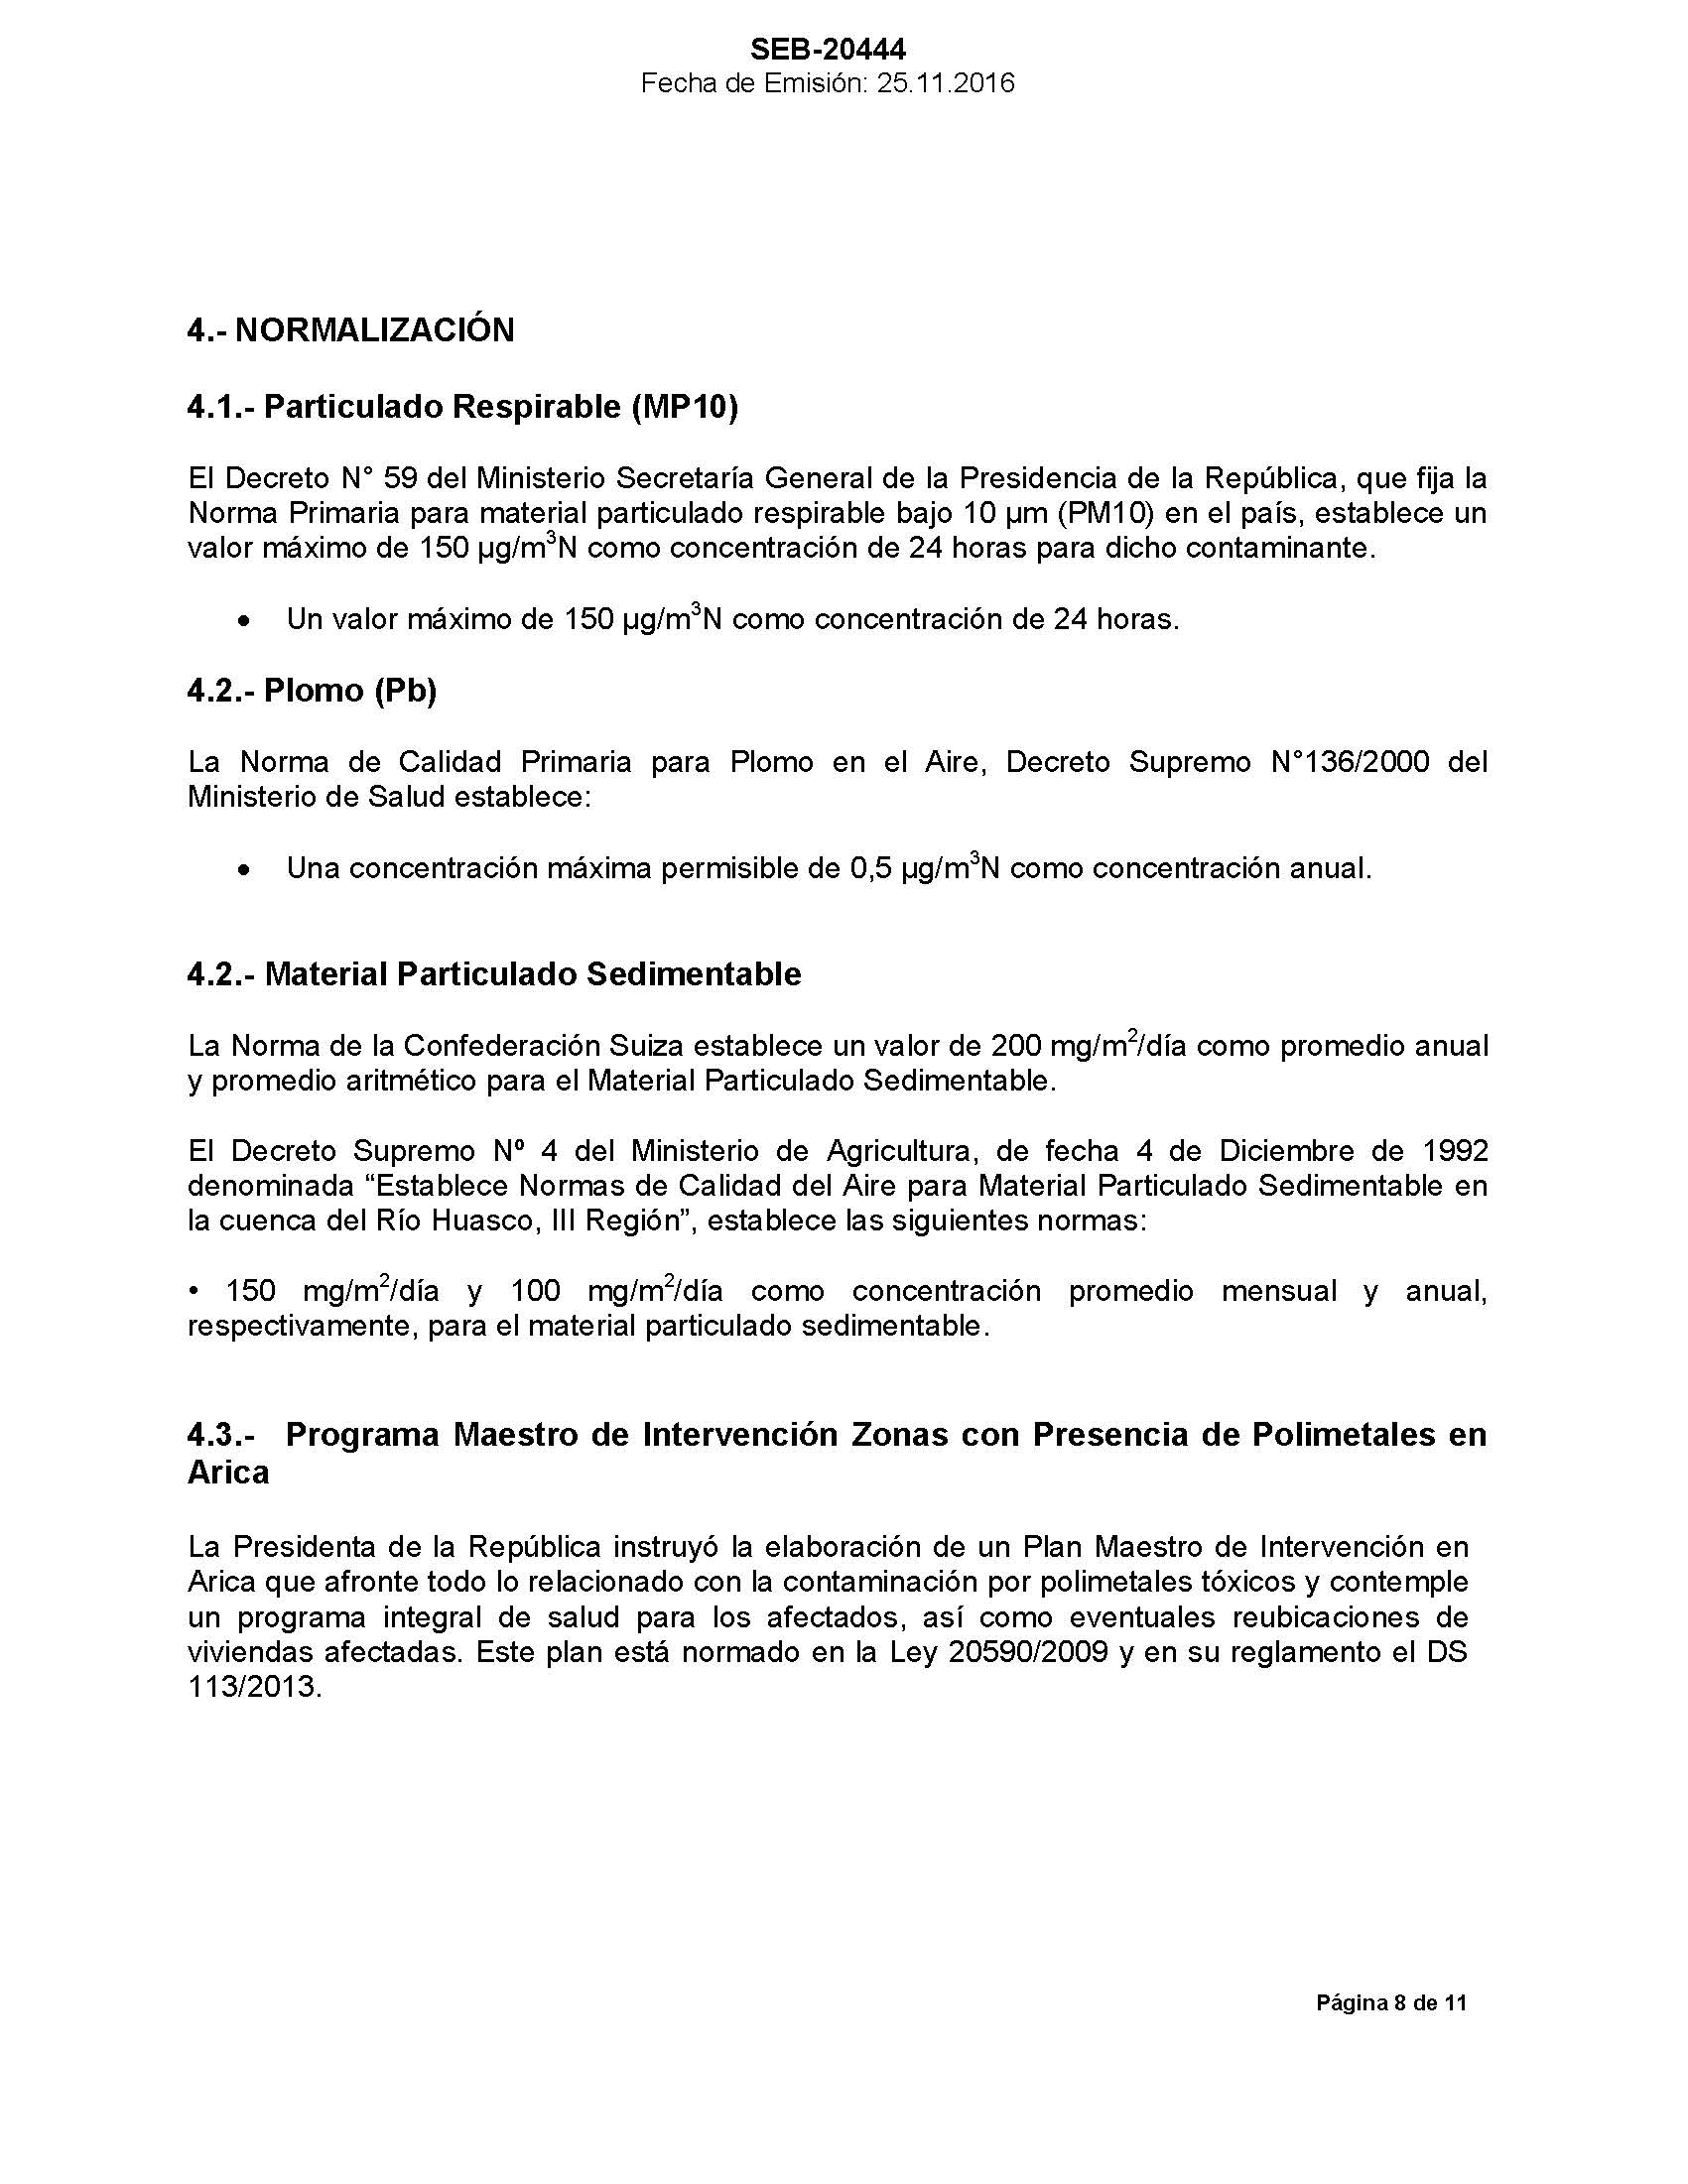 SEB-20444
Fecha de Emisión: 25.11.2016
4.- NORMALIZACIÓN
4.1.- Particulado Respirable (MP10)
El Decreto N° 59 del Ministerio Secretaría General de la Presidencia de la República, que fija la
Norma Primaria para material particulado respirable bajo 10 µm (PM10) en el país, establece un
valor máximo de 150 µg/m³N como concentración de 24 horas para dicho contaminante.
• Un valor máximo de 150 µg/m³N como concentración de 24 horas.
4.2.- Plomo (Pb)
La Norma de Calidad Primaria para Plomo en el Aire, Decreto Supremo N°136/2000 del
Ministerio de Salud establece:
• Una concentración máxima permisible de 0,5 µg/m³N como concentración anual.
4.2.- Material Particulado Sedimentable
La Norma de la Confederación Suiza establece un valor de 200 mg/m²/día como promedio anual
y promedio aritmético para el Material Particulado Sedimentable.
El Decreto Supremo Nº 4 del Ministerio de Agricultura, de fecha 4 de Diciembre de 1992
denominada “Establece Normas de Calidad del Aire para Material Particulado Sedimentable en
la cuenca del Río Huasco, III Región”, establece las siguientes normas:
• 150 mg/m²/día y 100 mg/m²/día como concentración promedio mensual y anual,
respectivamente, para el material particulado sedimentable.
4.3.- Programa Maestro de Intervención Zonas con Presencia de Polimetales en
Arica
La Presidenta de la República instruyó la elaboración de un Plan Maestro de Intervención en
Arica que afronte todo lo relacionado con la contaminación por polimetales tóxicos y contemple
un programa integral de salud para los afectados, así como eventuales reubicaciones de
viviendas afectadas. Este plan está normado en la Ley 20590/2009 y en su reglamento el DS
113/2013.
Página 8 de 11